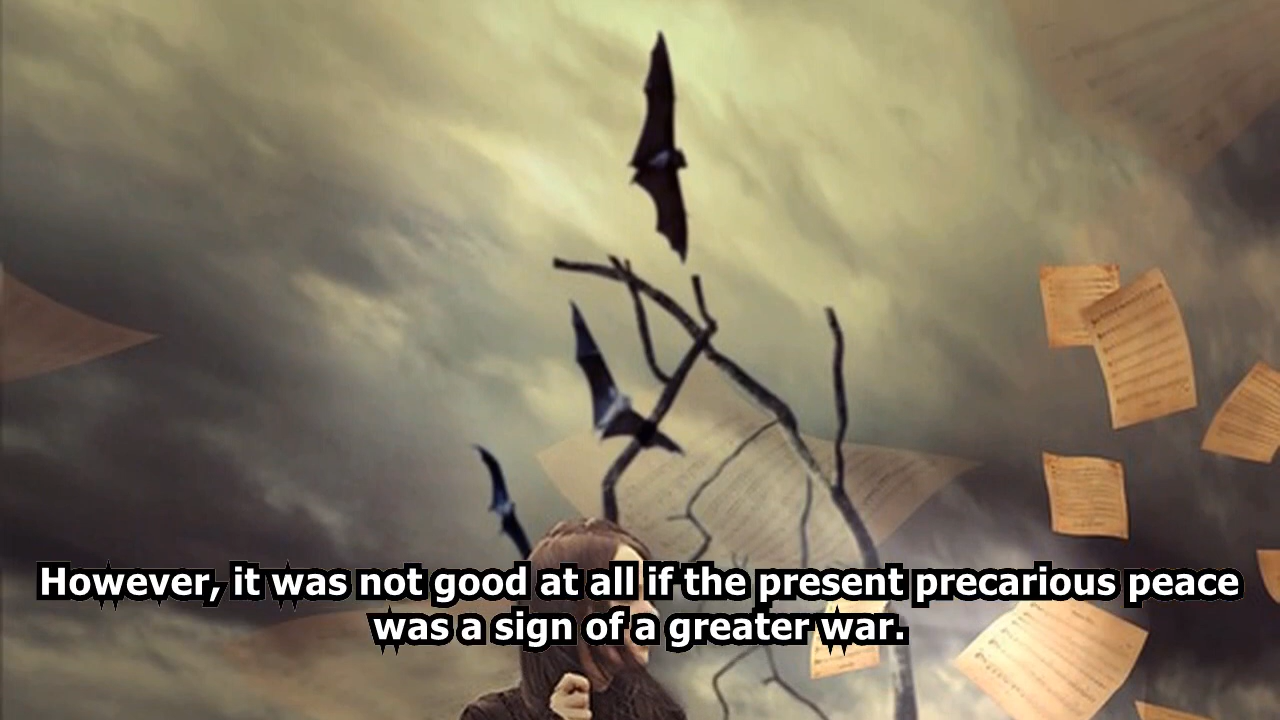 However, it was not good at all if the present precarious peace
was a sign of a greater war.